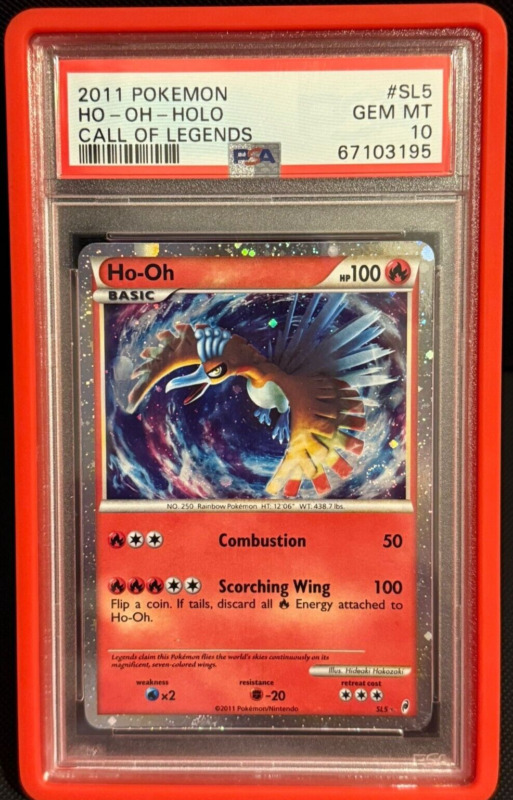 2011 POKEMON #SL5
HO-OH-HOLO GEM MT
CALL OF LEGENDS 10
PSA 67103195
Ho-Oh HP100
BASIC
NO. 250 Rainbow Pokémon HT: 12'06" WT: 438.7 lbs.
Combustion 50
Scorching Wing 100
Flip a coin. If tails, discard all Energy attached to
Ho-Oh.
Legends claim this Pokémon flies the world's skies continuously on its
magnificent, seven-colored wings.
Illus. Hideaki Hakozaki
weakness resistance retreat cost
×2 -20
©2011 Pokémon/Nintendo SL5
PSA